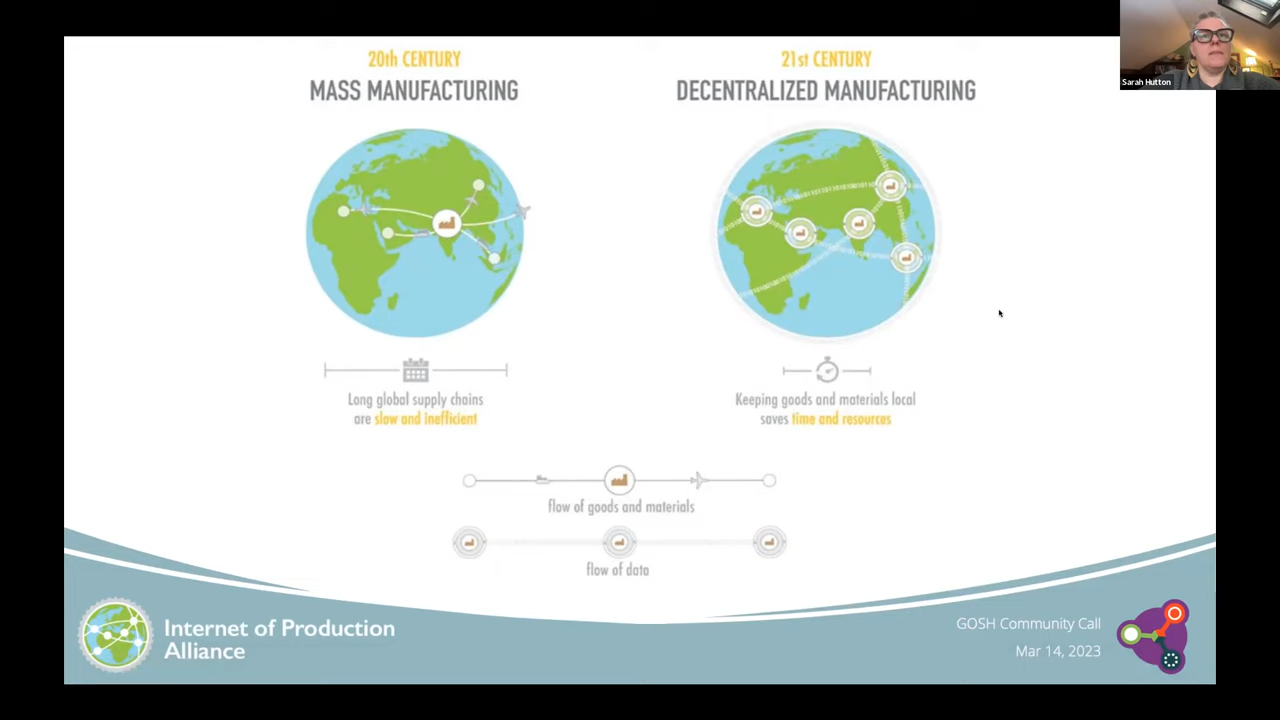 Sarah Hutton
20th CENTURY
MASS MANUFACTURING
21st CENTURY
DECENTRALIZED MANUFACTURING
Long global supply chains
are slow and inefficient
Keeping goods and materials local
saves time and resources
flow of goods and materials
flow of data
Internet of Production
Alliance
GOSH Community Call
Mar 14, 2023